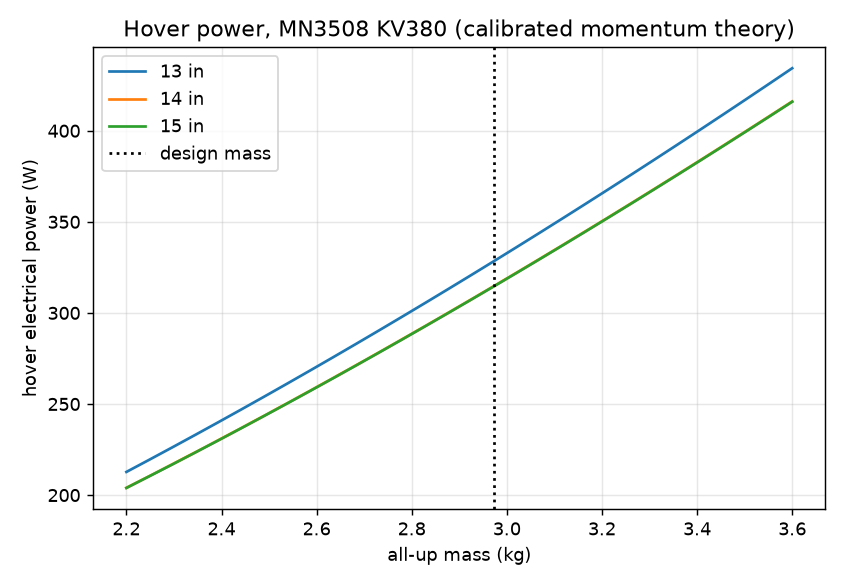 Hover power, MN3508 KV380 (calibrated momentum theory)
13 in
14 in
15 in
design mass
hover electrical power (W)
400
350
300
250
200
2.2 2.4 2.6 2.8 3.0 3.2 3.4 3.6
all-up mass (kg)